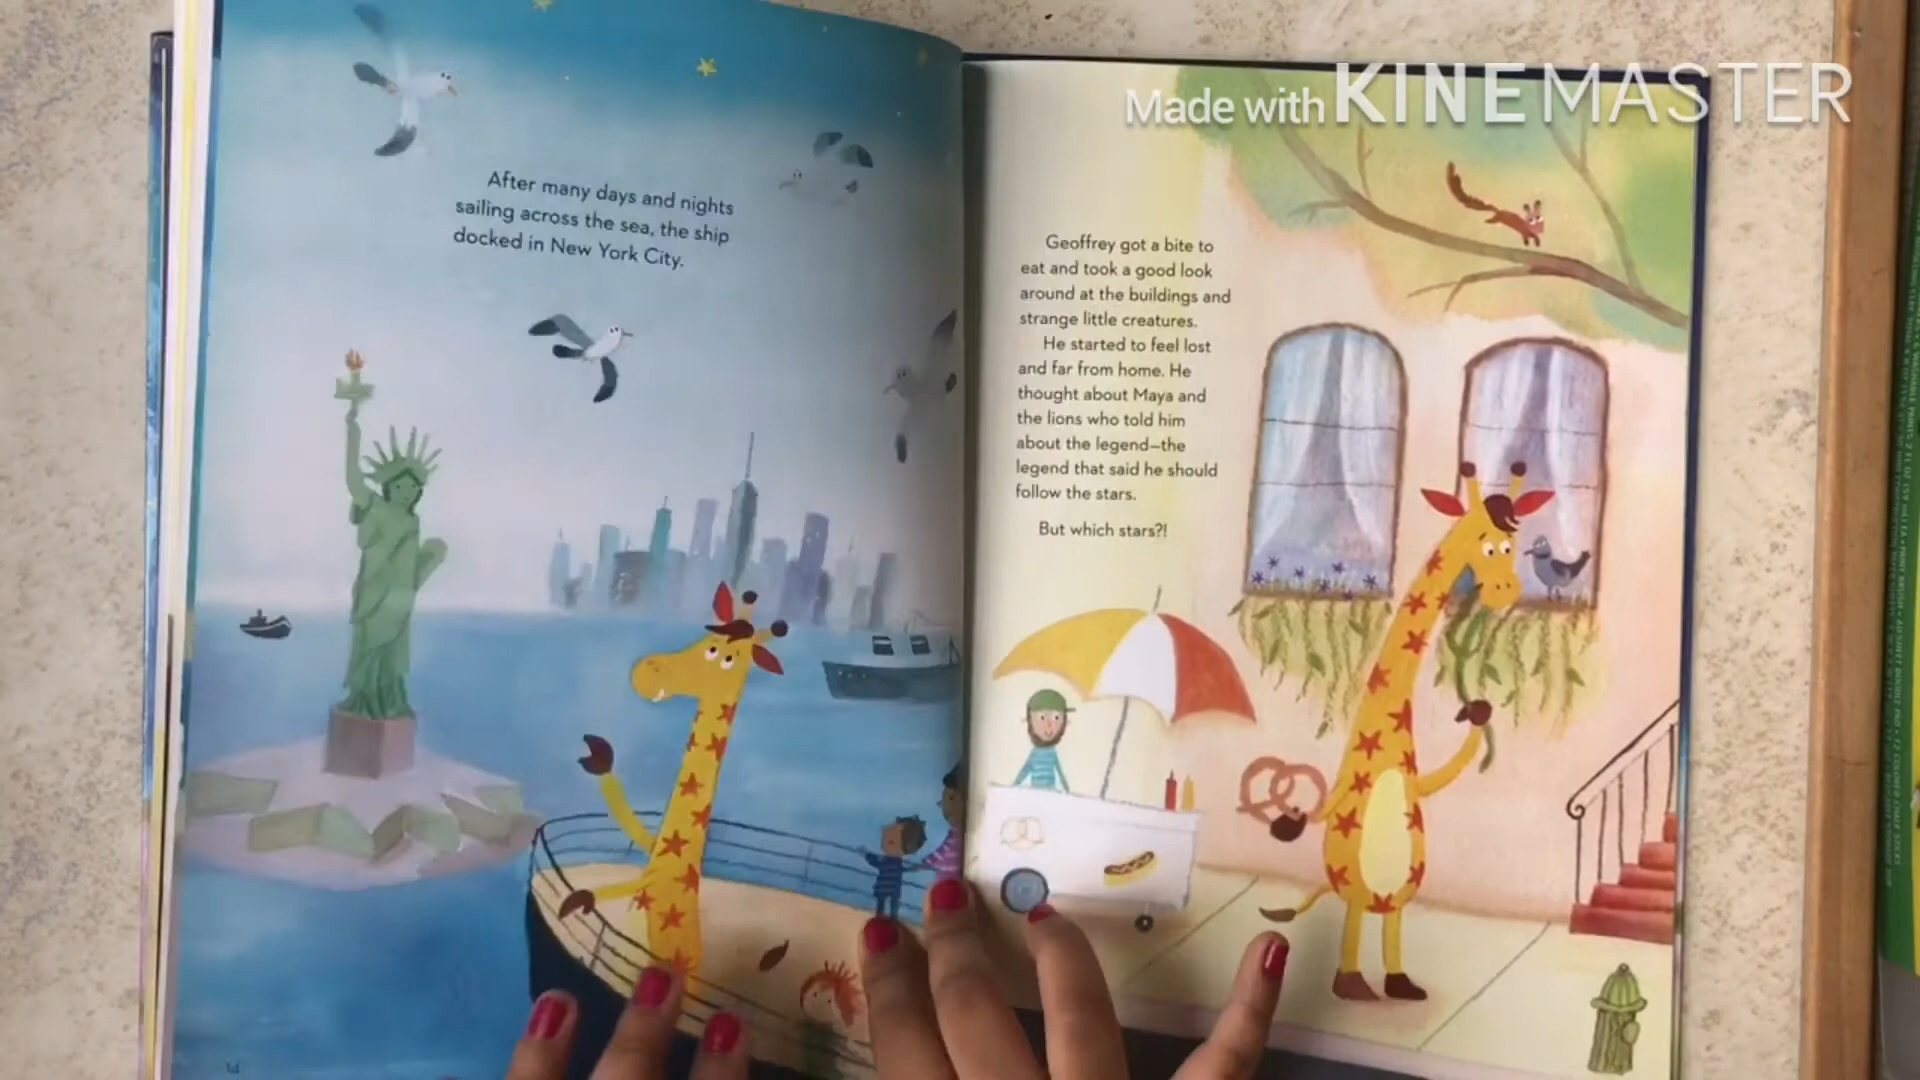 After many days and nights
sailing across the sea, the ship
docked in New York City.
Made with KINEMASTER
Geoffrey got a bite to
eat and took a good look
around at the buildings and
strange little creatures.
He started to feel lost
and far from home. He
thought about Maya and
the lions who told him
about the legend—the
legend that said he should
follow the stars.
But which stars?!